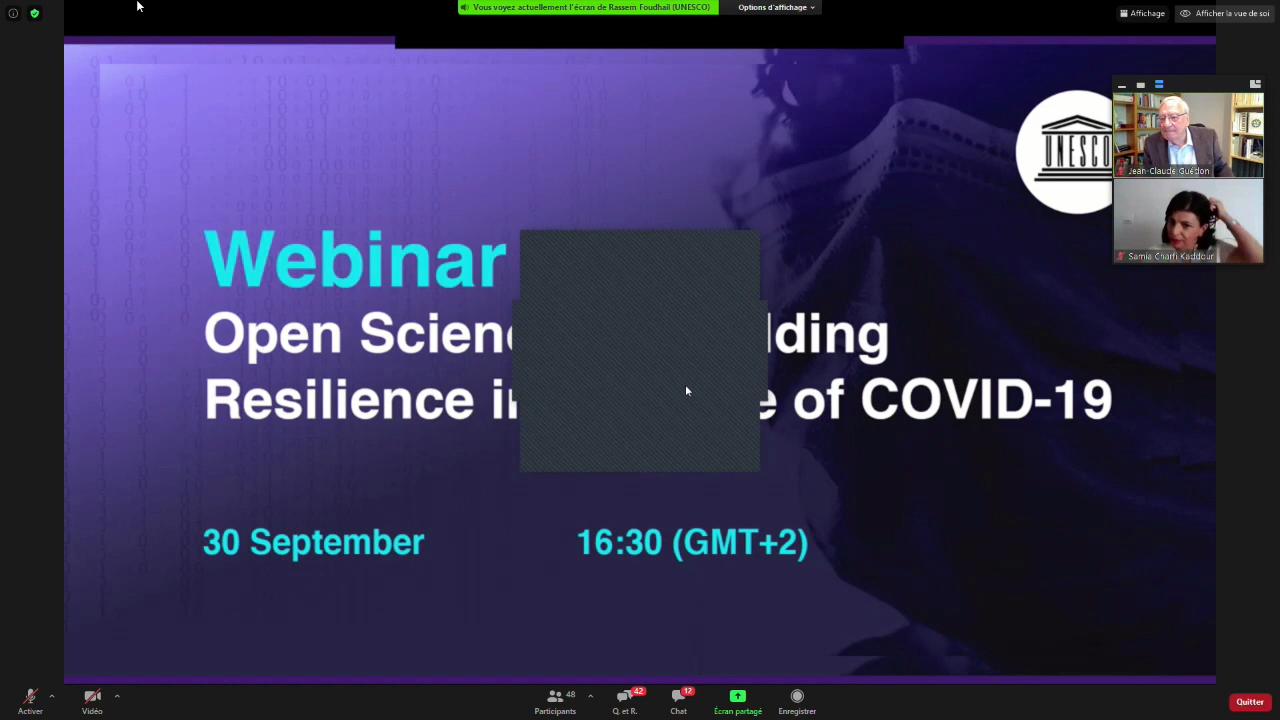 Vous voyez actuellement l'écran de Rassem Foudhail (UNESCO)
Options d'affichage
Affichage
Afficher la vue de soi
UNESCO
Jean-Claude Guédon
Samia Charfi Kaddour
Webinar
Open
Resilience
of COVID-19
30 September
16:30 (GMT+2)
Activer
Vidéo
48
Participants
42
Q. et R.
12
Chat
Écran partagé
Enregistrer
Quitter